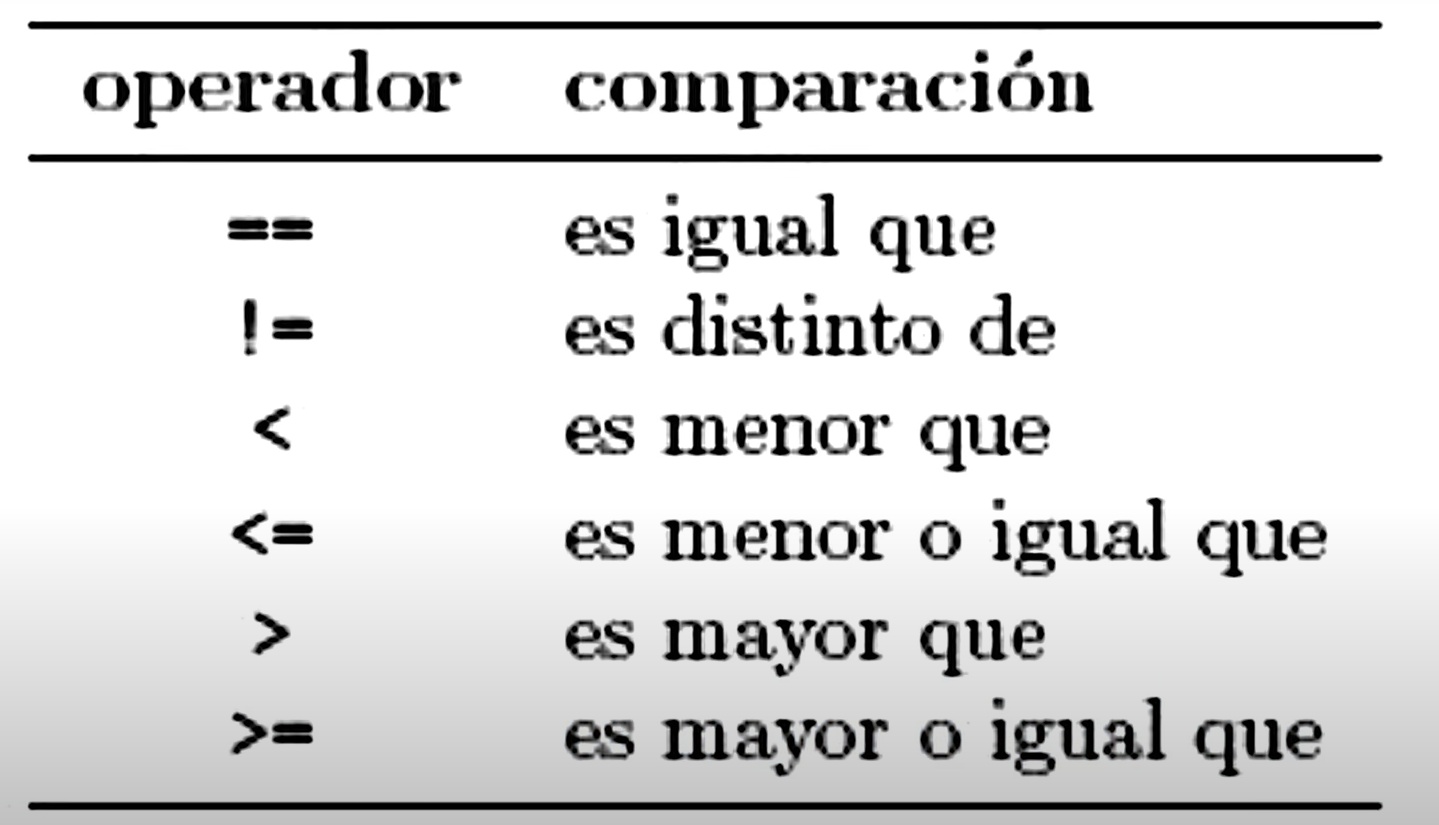 operador comparación
== es igual que
!= es distinto de
< es menor que
<= es menor o igual que
> es mayor que
>= es mayor o igual que